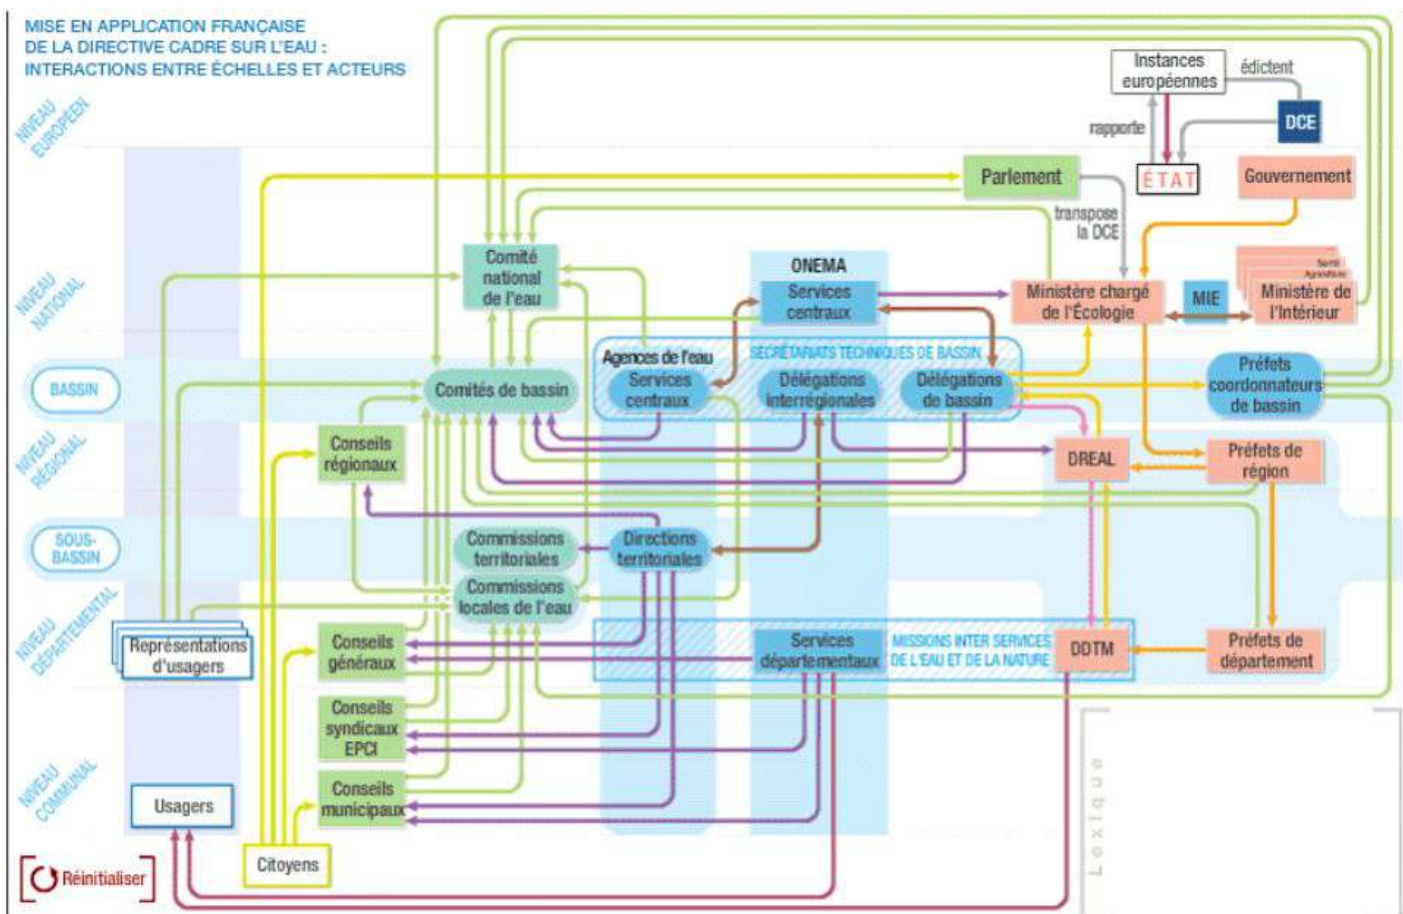 MISE EN APPLICATION FRANÇAISE
DE LA DIRECTIVE CADRE SUR L'EAU :
INTERACTIONS ENTRE ÉCHELLES ET ACTEURS
Instances
européennes
édictent
NIVEAU
EUROPÉEN
rapporte
DCE
Parlement
ÉTAT
Gouvernement
transpose
la DCE
NIVEAU
NATIONAL
Comité
national
de l'eau
ONEMA
Services
centraux
Ministère chargé
de l'Écologie
MIE
Santé
Agriculture
Ministère de
l'Intérieur
BASSIN
Comités de bassin
Agences de l'eau
SECRÉTARIATS TECHNIQUES DE BASSIN
Services
centraux
Délégations
interrégionales
Délégations
de bassin
Préfets
coordonnateurs
de bassin
NIVEAU
RÉGIONAL
Conseils
régionaux
DREAL
Préfets de
région
SOUS-
BASSIN
Commissions
territoriales
Directions
territoriales
Commissions
locales de l'eau
NIVEAU
DÉPARTEMENTAL
Représentations
d'usagers
Conseils
généraux
Services
départementaux
MISSIONS INTER SERVICES
DE L'EAU ET DE LA NATURE
DDTM
Préfets de
département
Conseils
syndicaux
EPCI
NIVEAU
COMMUNAL
Usagers
Conseils
municipaux
Citoyens
Réinitialiser
Lexique